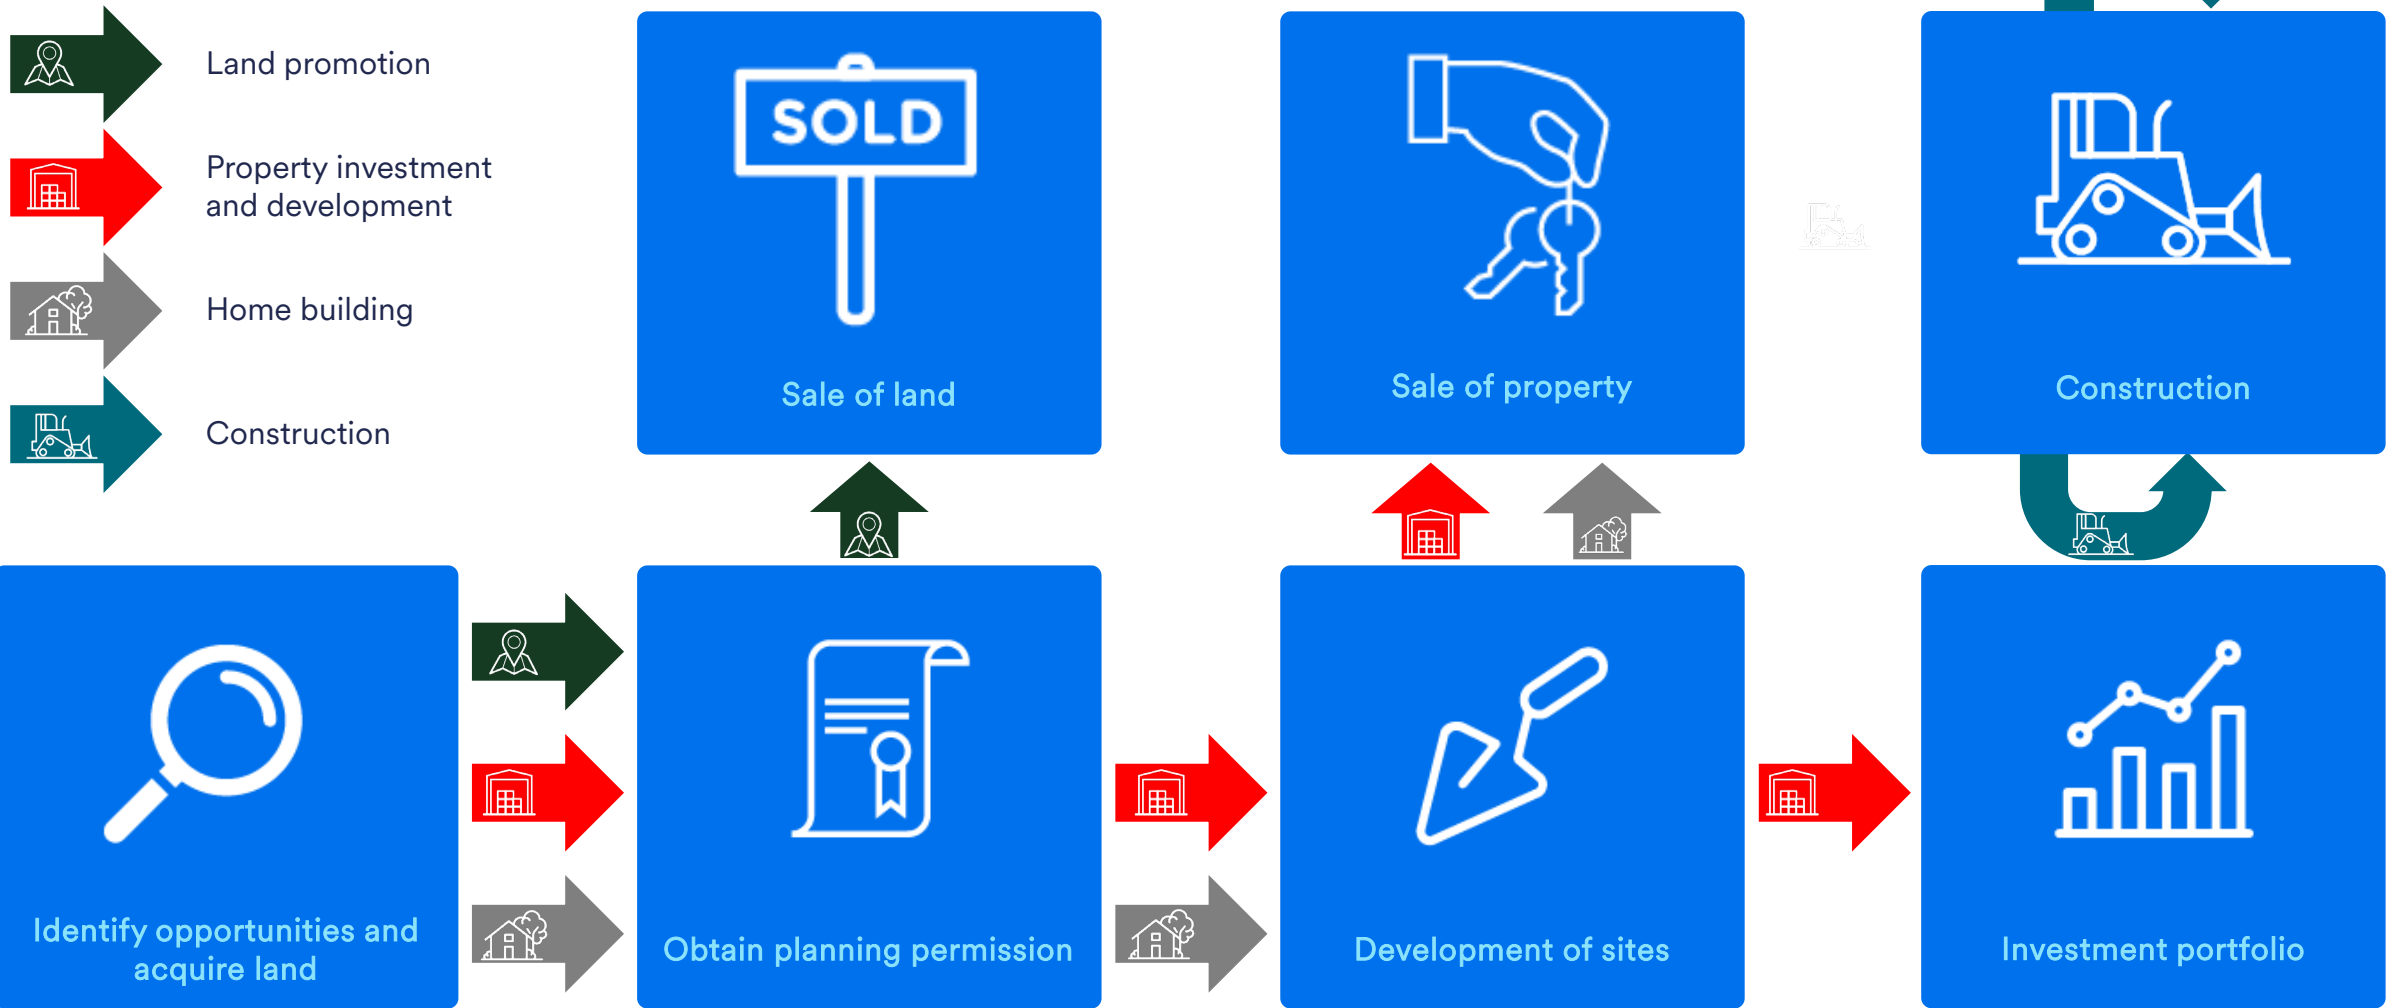 Land promotion
Property investment
and development
Home building
Construction
SOLD
Sale of land
Sale of property
Construction
Identify opportunities and
acquire land
Obtain planning permission
Development of sites
Investment portfolio